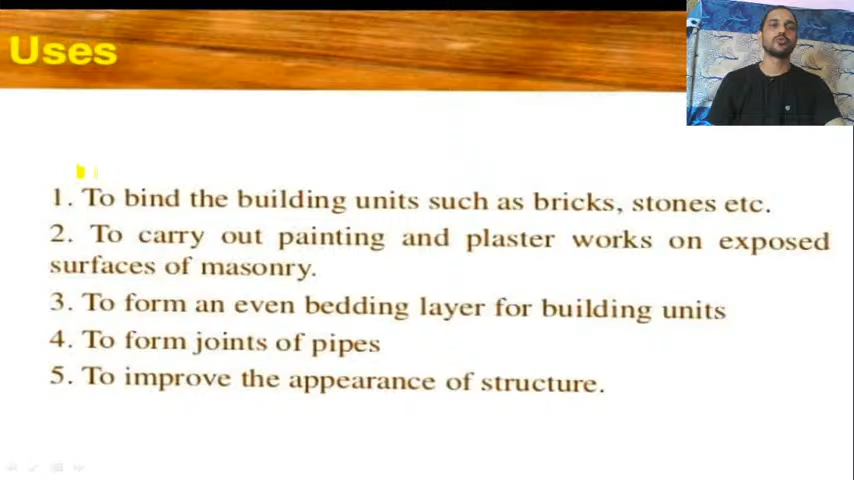 Uses
1. To bind the building units such as bricks, stones etc.
2. To carry out painting and plaster works on exposed
surfaces of masonry.
3. To form an even bedding layer for building units
4. To form joints of pipes
5. To improve the appearance of structure.